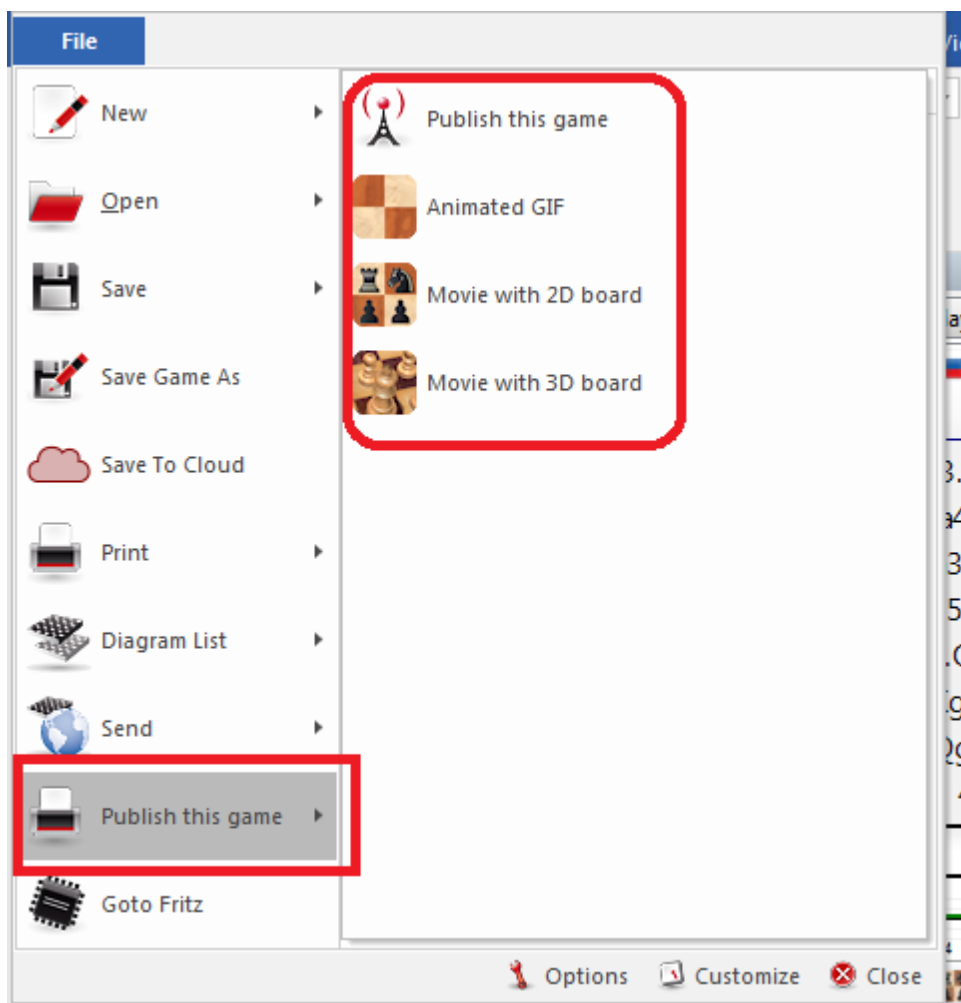 File
New
Open
Save
Save Game As
Save To Cloud
Print
Diagram List
Send
Publish this game
Goto Fritz
Publish this game
Animated GIF
Movie with 2D board
Movie with 3D board
Options
Customize
Close